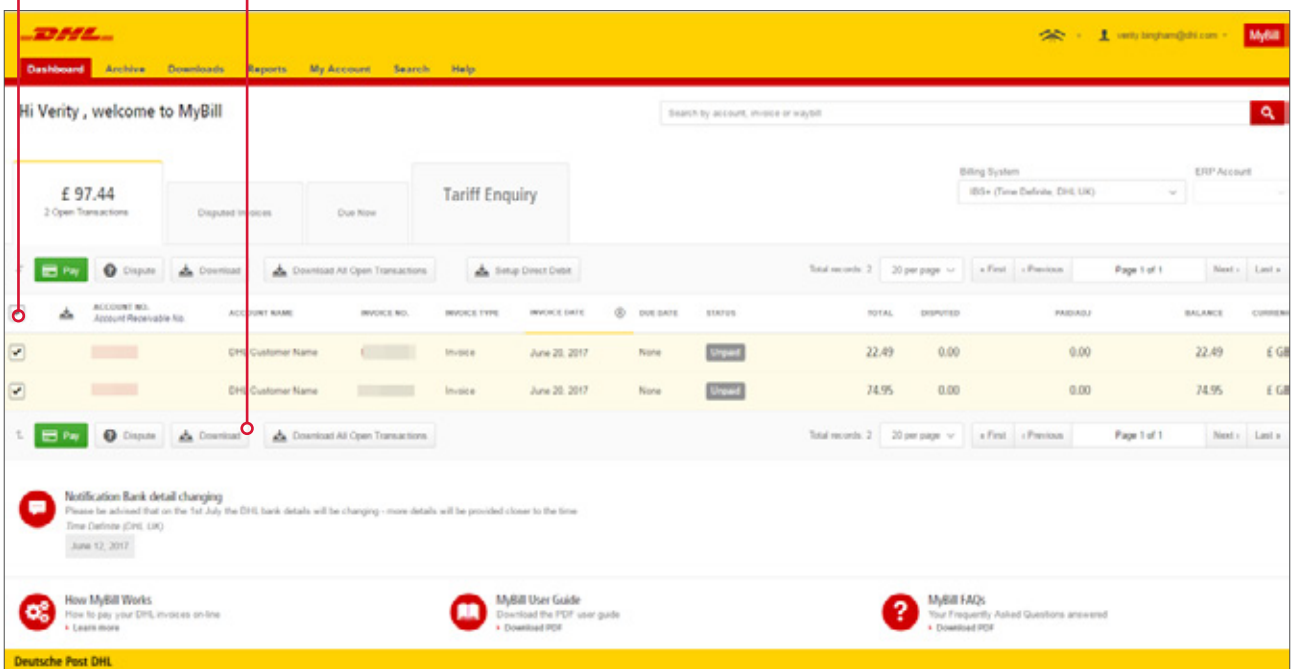 DHL
verity.bingham@dhl.com
MyBill
Dashboard Archive Downloads Reports My Account Search Help
Hi Verity , welcome to MyBill
Search by account, invoice or waybill
£ 97.44
2 Open Transactions
Disputed Invoices
Due Now
Tariff Enquiry
Billing System
IBS+ (Time Definite, DHL UK)
ERP Account
Pay Dispute Download Download All Open Transactions Setup Direct Debit Total records: 2 20 per page « First ‹ Previous Page 1 of 1 Next › Last »
ACCOUNT NO. ACCOUNT NAME INVOICE NO. INVOICE TYPE INVOICE DATE DUE DATE STATUS TOTAL DISPUTED PAID/ADJ BALANCE CURREN
Account Receivable No.
DHL Customer Name Invoice June 20, 2017 None Unpaid 22.49 0.00 0.00 22.49 £ GB
DHL Customer Name Invoice June 20, 2017 None Unpaid 74.95 0.00 0.00 74.95 £ GB
Pay Dispute Download Download All Open Transactions Total records: 2 20 per page « First ‹ Previous Page 1 of 1 Next › Last »
Notification Bank detail changing
Please be advised that on the 1st July the DHL bank details will be changing - more details will be provided closer to the time
Time Definite (DHL UK)
June 12, 2017
How MyBill Works
How to pay your DHL invoices on-line
Learn more
MyBill User Guide
Download the PDF user guide
Download PDF
MyBill FAQs
Your Frequently Asked Questions answered
Download PDF
Deutsche Post DHL